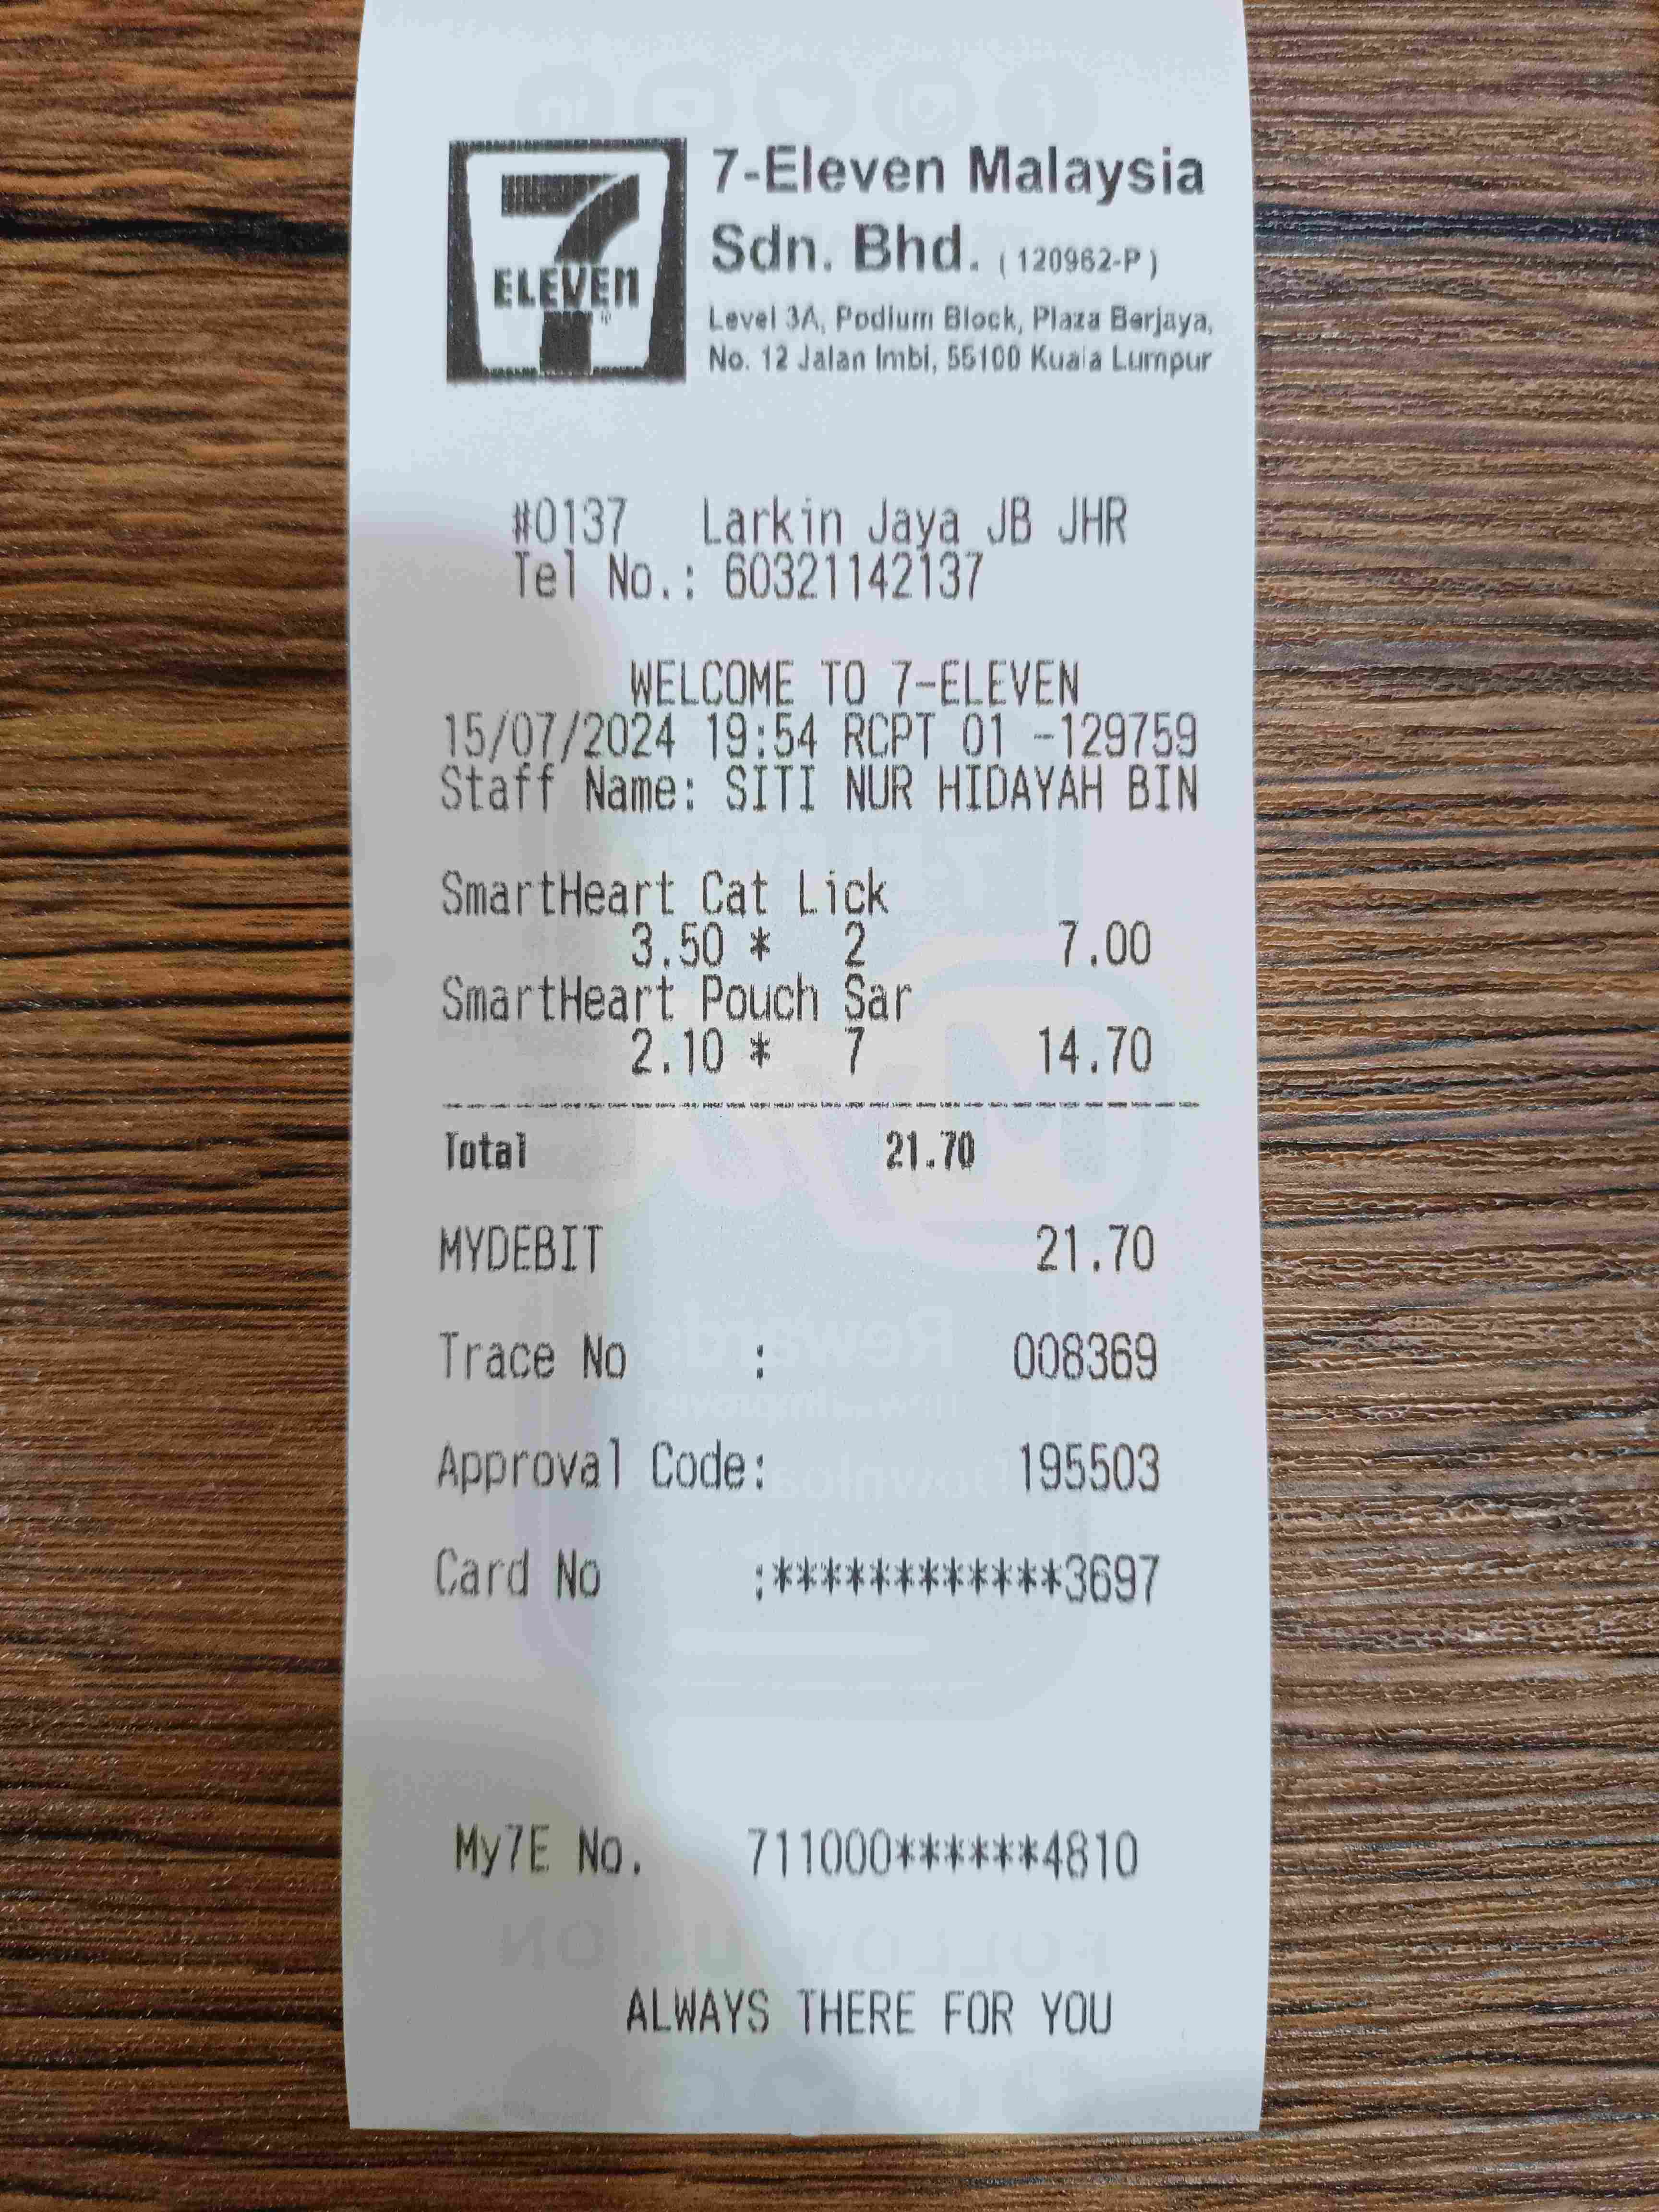 7
ELEVEn
®
7-Eleven Malaysia
Sdn. Bhd. (120962-P)
Level 3A, Podium Block, Plaza Berjaya,
No. 12 Jalan Imbi, 55100 Kuala Lumpur
#0137 Larkin Jaya JB JHR
Tel No.: 60321142137
WELCOME TO 7-ELEVEN
15/07/2024 19:54 RCPT 01 -129759
Staff Name: SITI NUR HIDAYAH BIN
SmartHeart Cat Lick
3.50 * 2 7.00
SmartHeart Pouch Sar
2.10 * 7 14.70
Total 21.70
MYDEBIT 21.70
Trace No : 008369
Approval Code: 195503
Card No :************3697
My7E No. 711000******4810
ALWAYS THERE FOR YOU